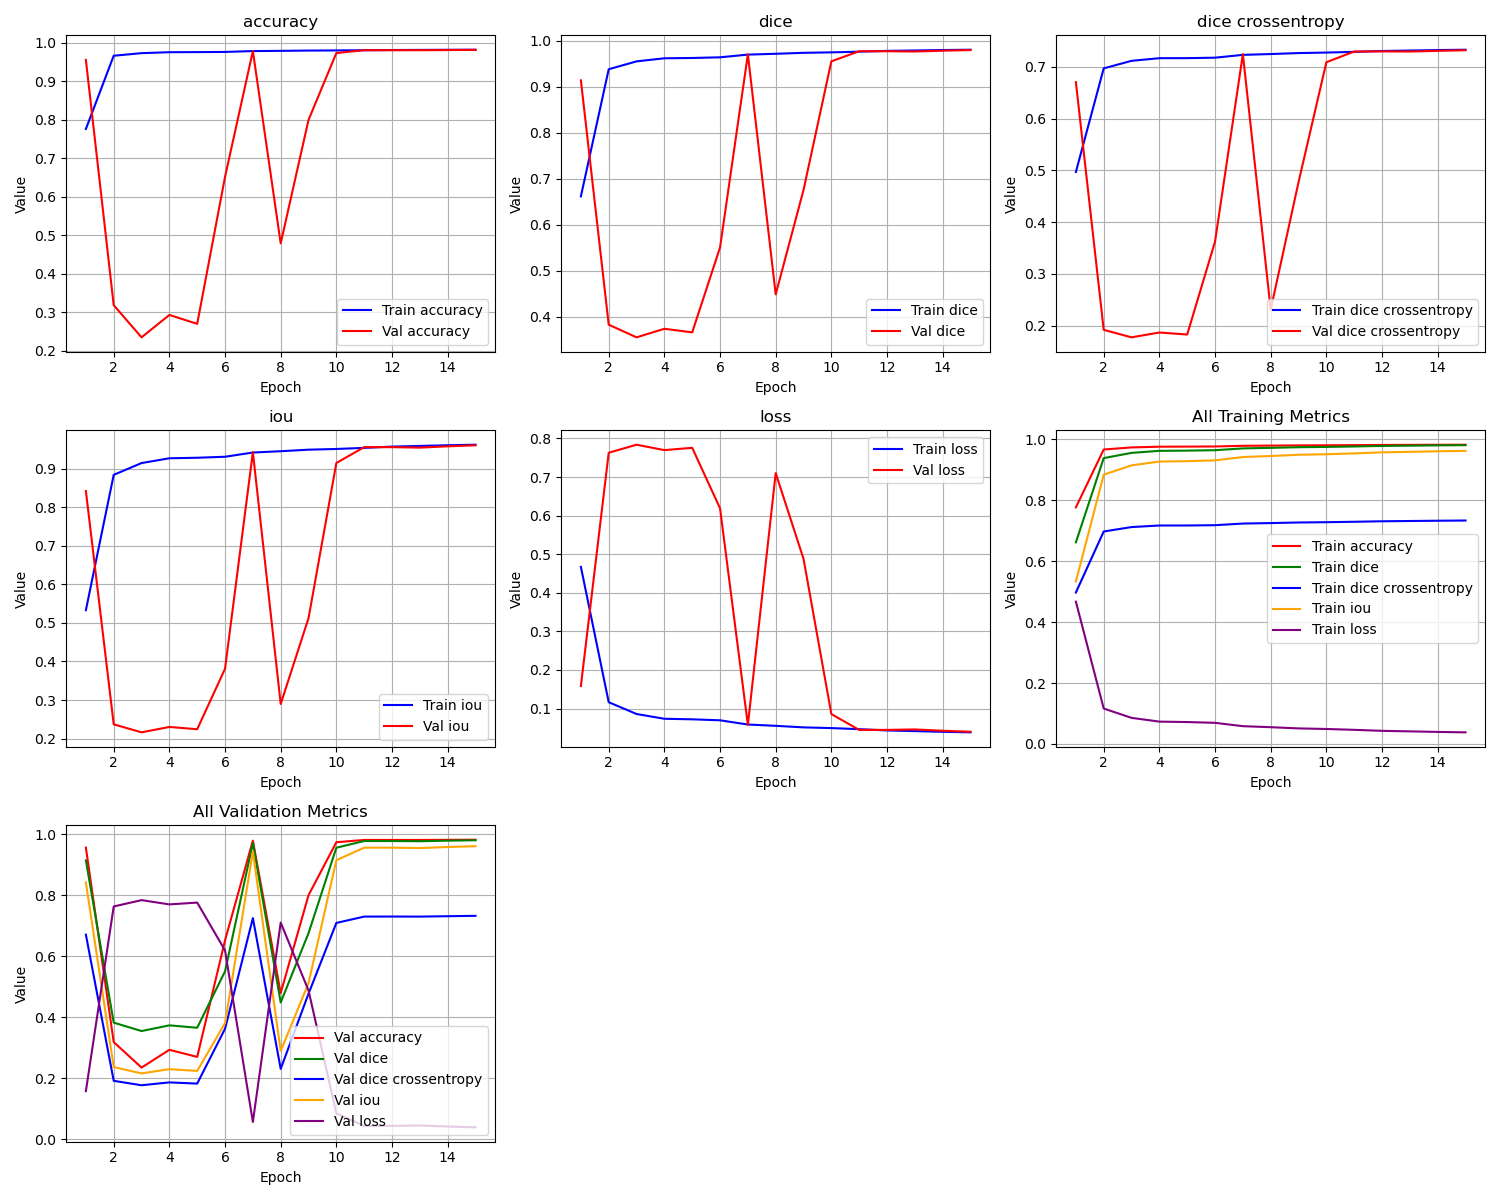 accuracy
Value
1.0
0.9
0.8
0.7
0.6
0.5
0.4
0.3
0.2
Train accuracy
Val accuracy
2 4 6 8 10 12 14
Epoch
dice
Value
1.0
0.9
0.8
0.7
0.6
0.5
0.4
Train dice
Val dice
2 4 6 8 10 12 14
Epoch
dice crossentropy
Value
0.7
0.6
0.5
0.4
0.3
0.2
Train dice crossentropy
Val dice crossentropy
2 4 6 8 10 12 14
Epoch
iou
Value
0.9
0.8
0.7
0.6
0.5
0.4
0.3
0.2
Train iou
Val iou
2 4 6 8 10 12 14
Epoch
loss
Value
0.8
0.7
0.6
0.5
0.4
0.3
0.2
0.1
Train loss
Val loss
2 4 6 8 10 12 14
Epoch
All Training Metrics
Value
1.0
0.8
0.6
0.4
0.2
0.0
Train accuracy
Train dice
Train dice crossentropy
Train iou
Train loss
2 4 6 8 10 12 14
Epoch
All Validation Metrics
Value
1.0
0.8
0.6
0.4
0.2
0.0
Val accuracy
Val dice
Val dice crossentropy
Val iou
Val loss
2 4 6 8 10 12 14
Epoch